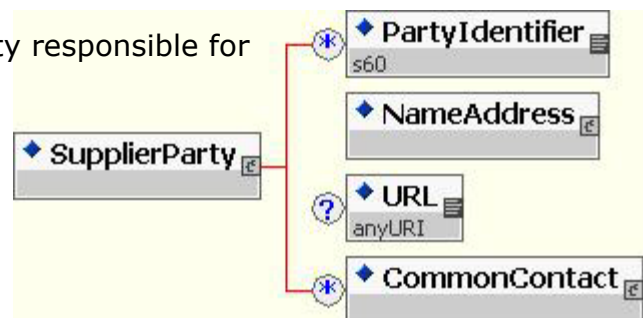 ty responsible for
PartyIdentifier
s60
NameAddress
SupplierParty
?
URL
anyURI
CommonContact